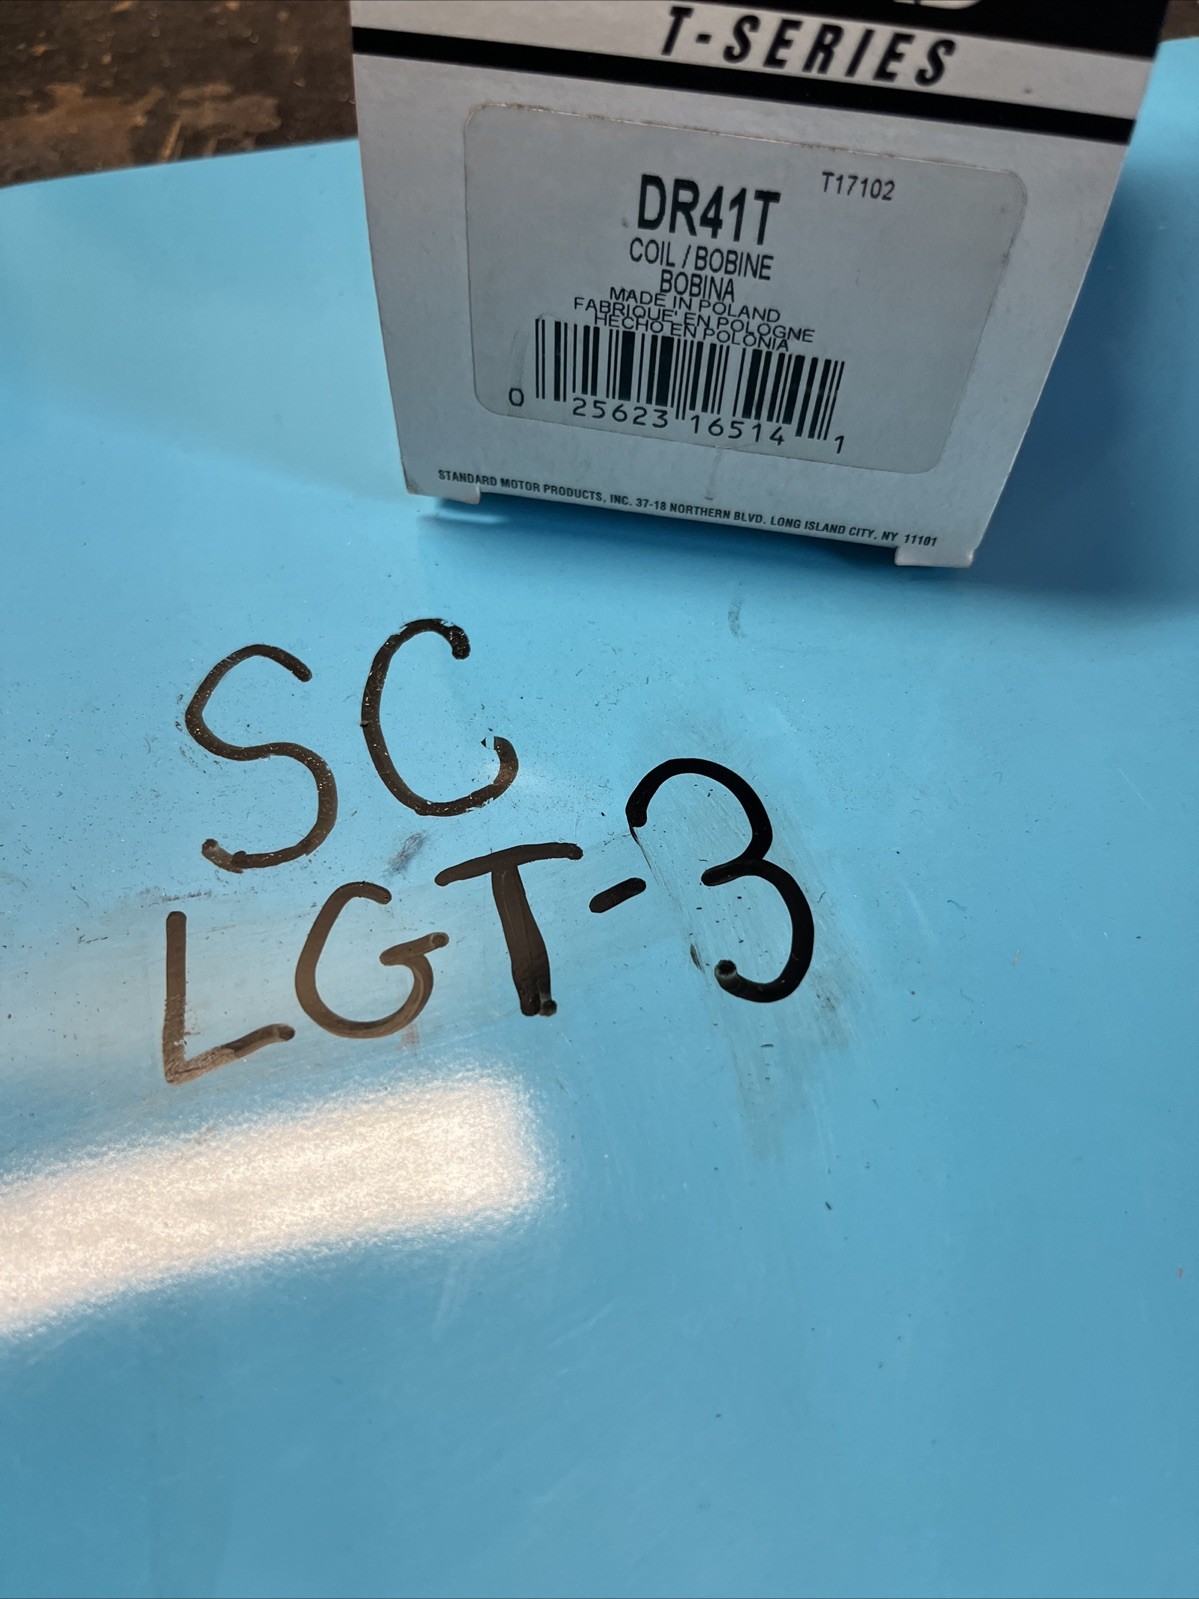 T-SERIES
T17102
DR41T
COIL / BOBINE
BOBINA
MADE IN POLAND
FABRIQUE' EN POLOGNE
HECHO EN POLONIA
0 25623 16514 1
STANDARD MOTOR PRODUCTS, INC. 37-18 NORTHERN BLVD. LONG ISLAND CITY, NY 11101
SC
LGT-3